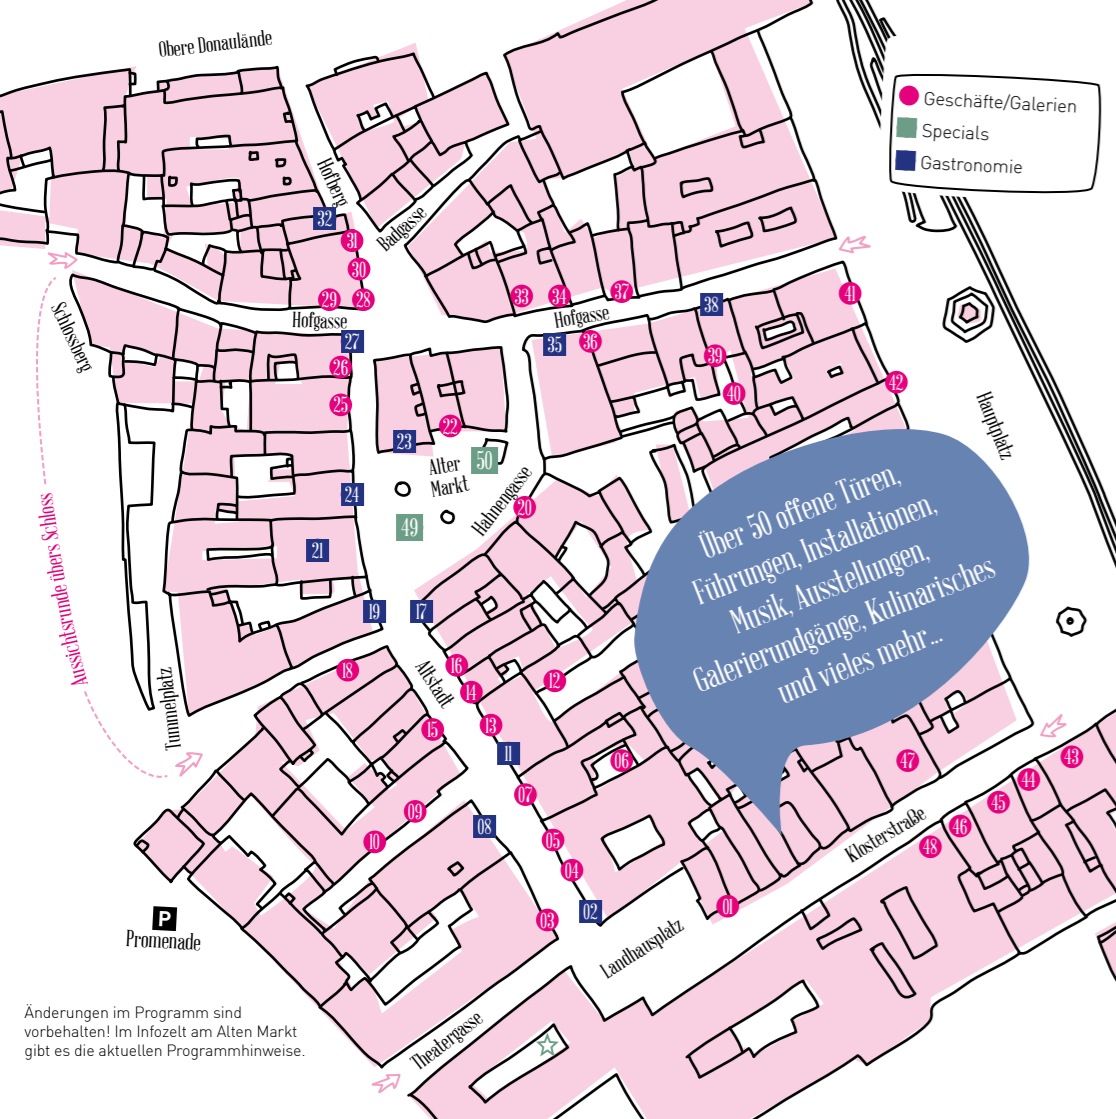 Obere Donaulände
Geschäfte/Galerien
Specials
Gastronomie
Hofberg
Badgasse
32
31
30
29
28
33
34
37
38
41
Hofgasse
Hofgasse
Schlossberg
27
35
36
39
26
25
40
42
22
23
50
Hauptplatz
Alter
Markt
24
49
Hahnengasse
20
21
Über 50 offene Türen,
Führungen, Installationen,
Musik, Ausstellungen,
Galerierundgänge, Kulinarisches
und vieles mehr...
Aussichtsrunde übers Schloss
19
17
Tummelplatz
18
Altstadt
16
14
12
13
15
11
06
07
47
43
44
45
46
48
Klosterstraße
09
10
08
05
04
03
02
01
P
Promenade
Landhausplatz
Theatergasse
Änderungen im Programm sind
vorbehalten! Im Infozelt am Alten Markt
gibt es die aktuellen Programmhinweise.